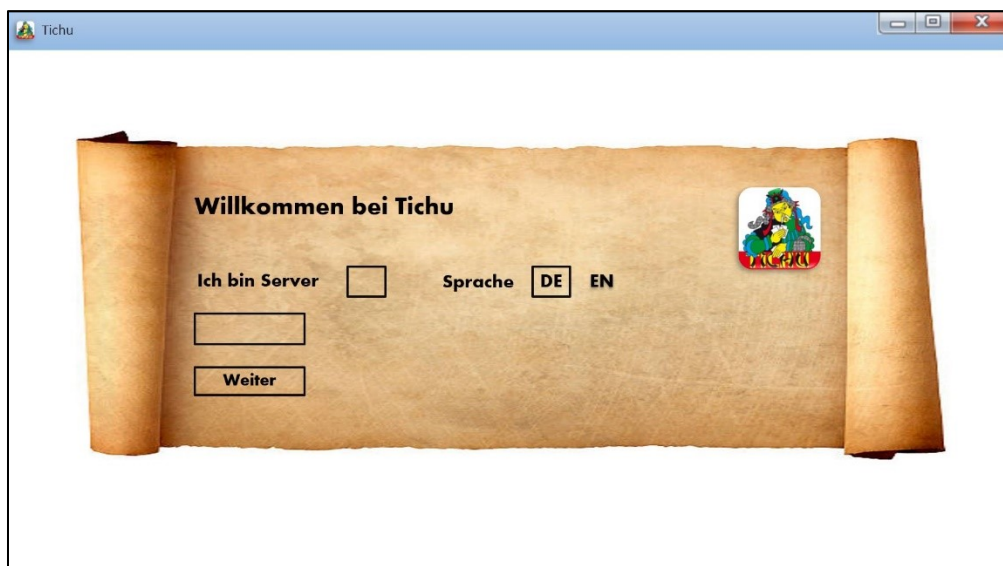 Tichu
Willkommen bei Tichu
Ich bin Server Sprache DE EN
Weiter